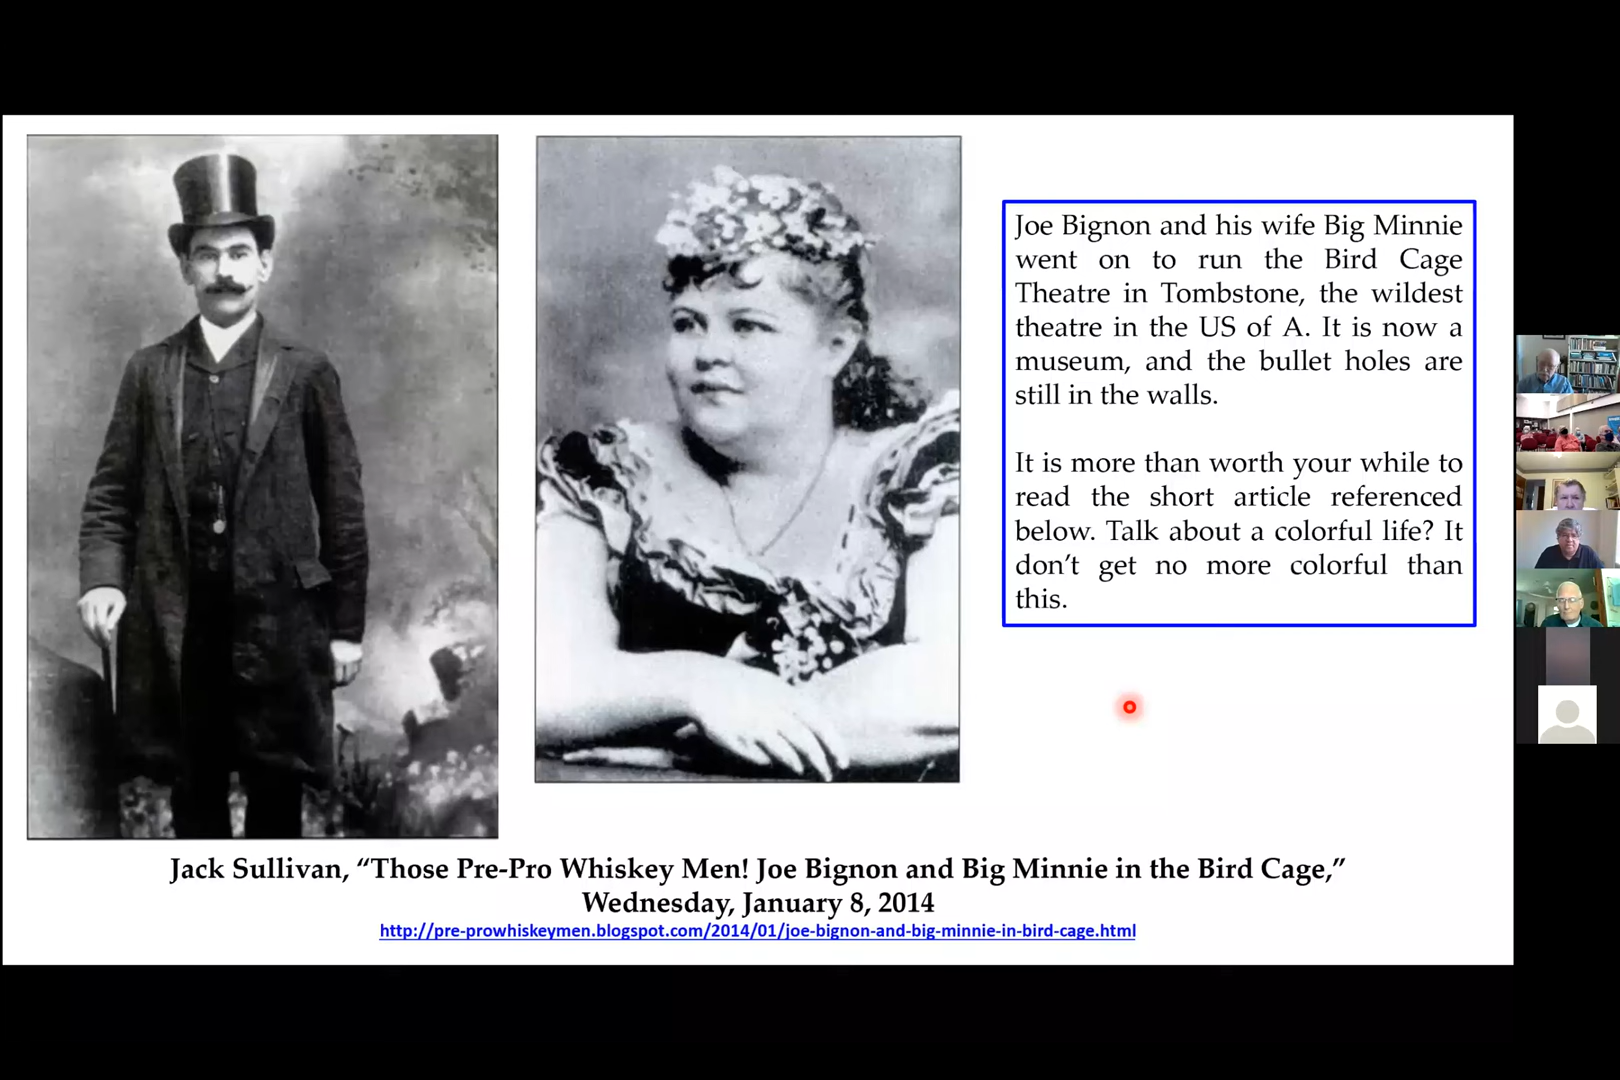 Joe Bignon and his wife Big Minnie
went on to run the Bird Cage
Theatre in Tombstone, the wildest
theatre in the US of A. It is now a
museum, and the bullet holes are
still in the walls.
It is more than worth your while to
read the short article referenced
below. Talk about a colorful life? It
don’t get no more colorful than
this.
Jack Sullivan, “Those Pre-Pro Whiskey Men! Joe Bignon and Big Minnie in the Bird Cage,”
Wednesday, January 8, 2014
http://pre-prowhiskeymen.blogspot.com/2014/01/joe-bignon-and-big-minnie-in-bird-cage.html